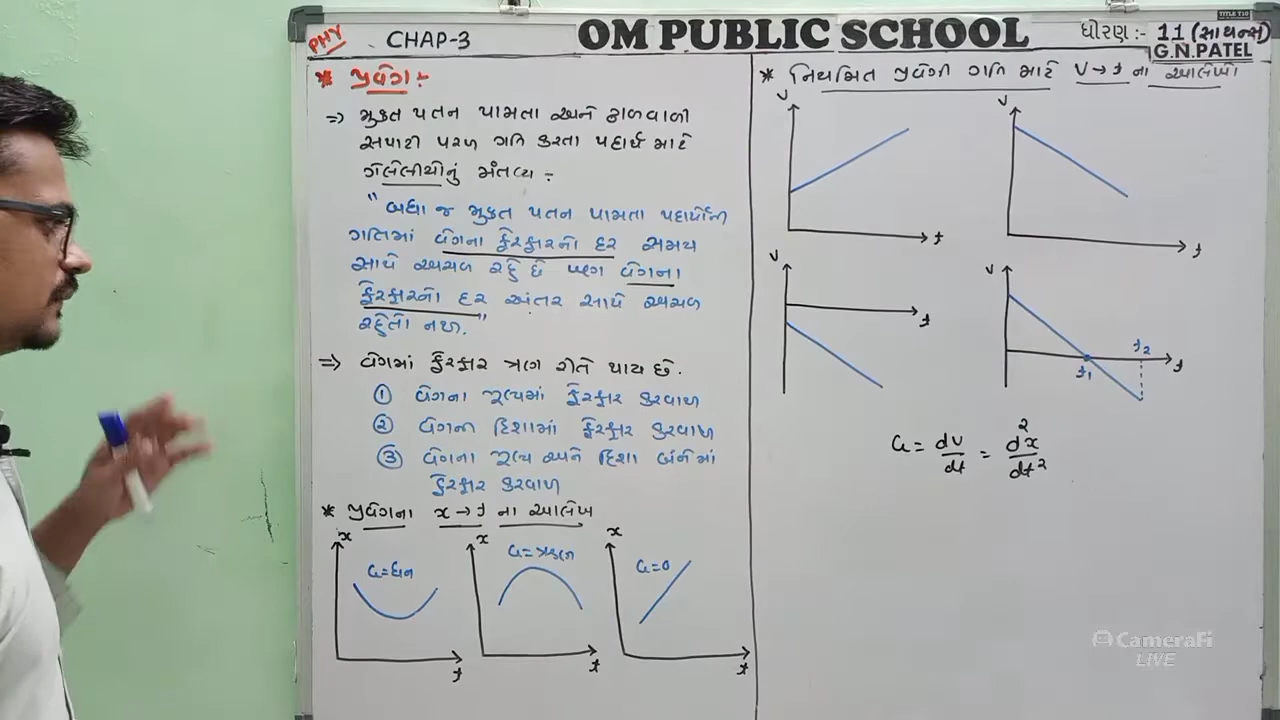 PHY
CHAP-3
OM PUBLIC SCHOOL
TITLE T10
ધોરણ :- 11 (સાયન્સ)
G.N.PATEL
* પ્રવેગ :-
⇒ મુક્ત પતન પામતા અને ઢાળવાળી
સપાટી પરથી ગતિ કરતા પદાર્થ માટે
ગેલેલીયોનું મંતવ્ય :-
" બધા જ મુક્ત પતન પામતા પદાર્થોની
ગતિમાં વેગના ફેરફારનો દર સમય
સાથે અચળ રહે છે પણ વેગના
ફેરફારનો દર અંતર સાથે અચળ
રહેતો નથી."
⇒ વેગમાં ફેરફાર ત્રણ રીતે થાય છે.
① વેગના મૂલ્યમાં ફેરફાર કરવાથી
② વેગની દિશામાં ફેરફાર કરવાથી
③ વેગના મૂલ્ય અને દિશા બંનેમાં
ફેરફાર કરવાથી
* પ્રવેગના x→t ના આલેખ
x
a=ધન
t
x
a=ઋણ
t
x
a=0
t
* નિયમિત પ્રવેગી ગતિ માટે v→t ના આલેખો
v
t
v
t
v
t
v
t1
t2
t
a = dv/dt = d²x/dt²
CameraFi
LIVE